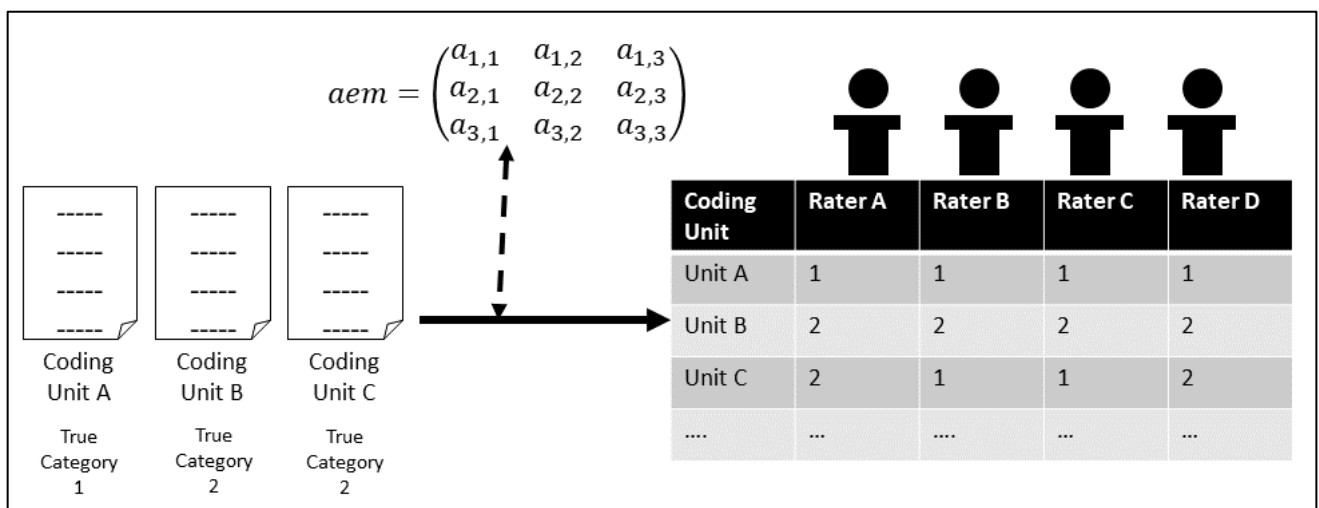 aem = (a1,1 a1,2 a1,3
a2,1 a2,2 a2,3
a3,1 a3,2 a3,3)
-----
-----
-----
-----
-----
-----
-----
-----
-----
-----
-----
-----
Coding Unit A
Coding Unit B
Coding Unit C
True Category 1
True Category 2
True Category 2
Coding Unit Rater A Rater B Rater C Rater D
Unit A 1 1 1 1
Unit B 2 2 2 2
Unit C 2 1 1 2
.... ... .... ... ...